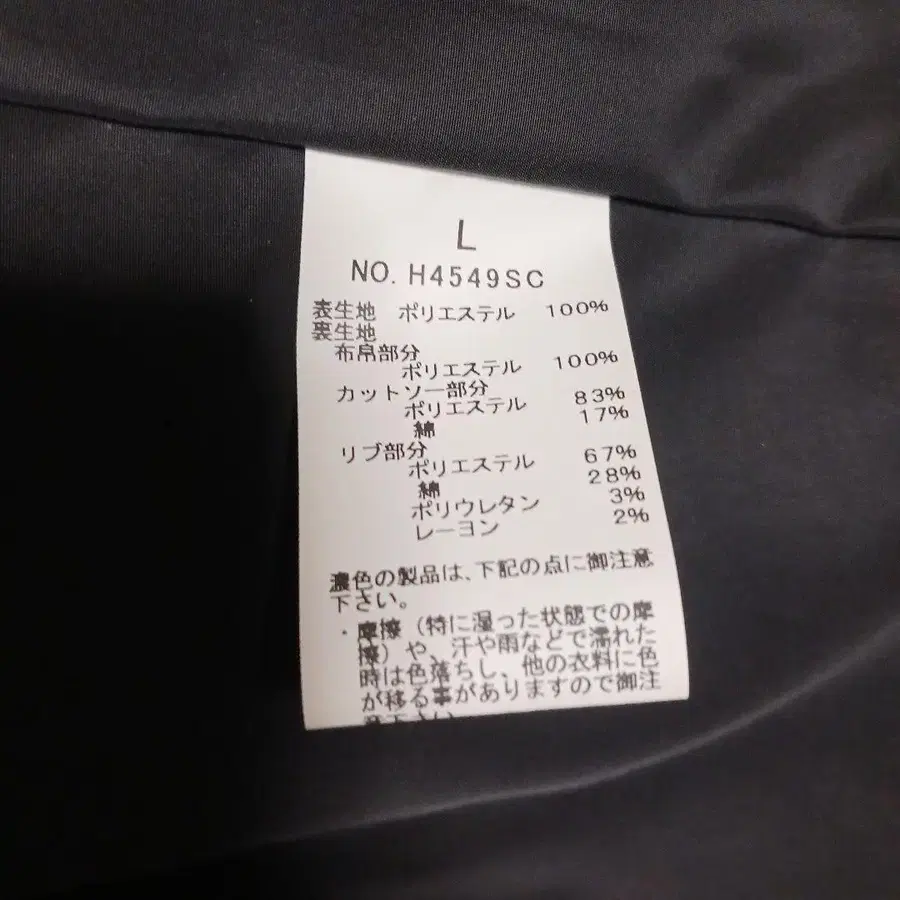 L
NO. H4549SC
表生地 ポリエステル 100%
裏生地
布帛部分
ポリエステル 100%
カットソー部分
ポリエステル 83%
綿 17%
リブ部分
ポリエステル 67%
綿 28%
ポリウレタン 3%
レーヨン 2%
濃色の製品は、下記の点に御注意
下さい。
・摩擦（特に湿った状態での摩
擦）や、汗や雨などで濡れた
時は色落ちし、他の衣料に色
が移る事がありますので御注
意下さい